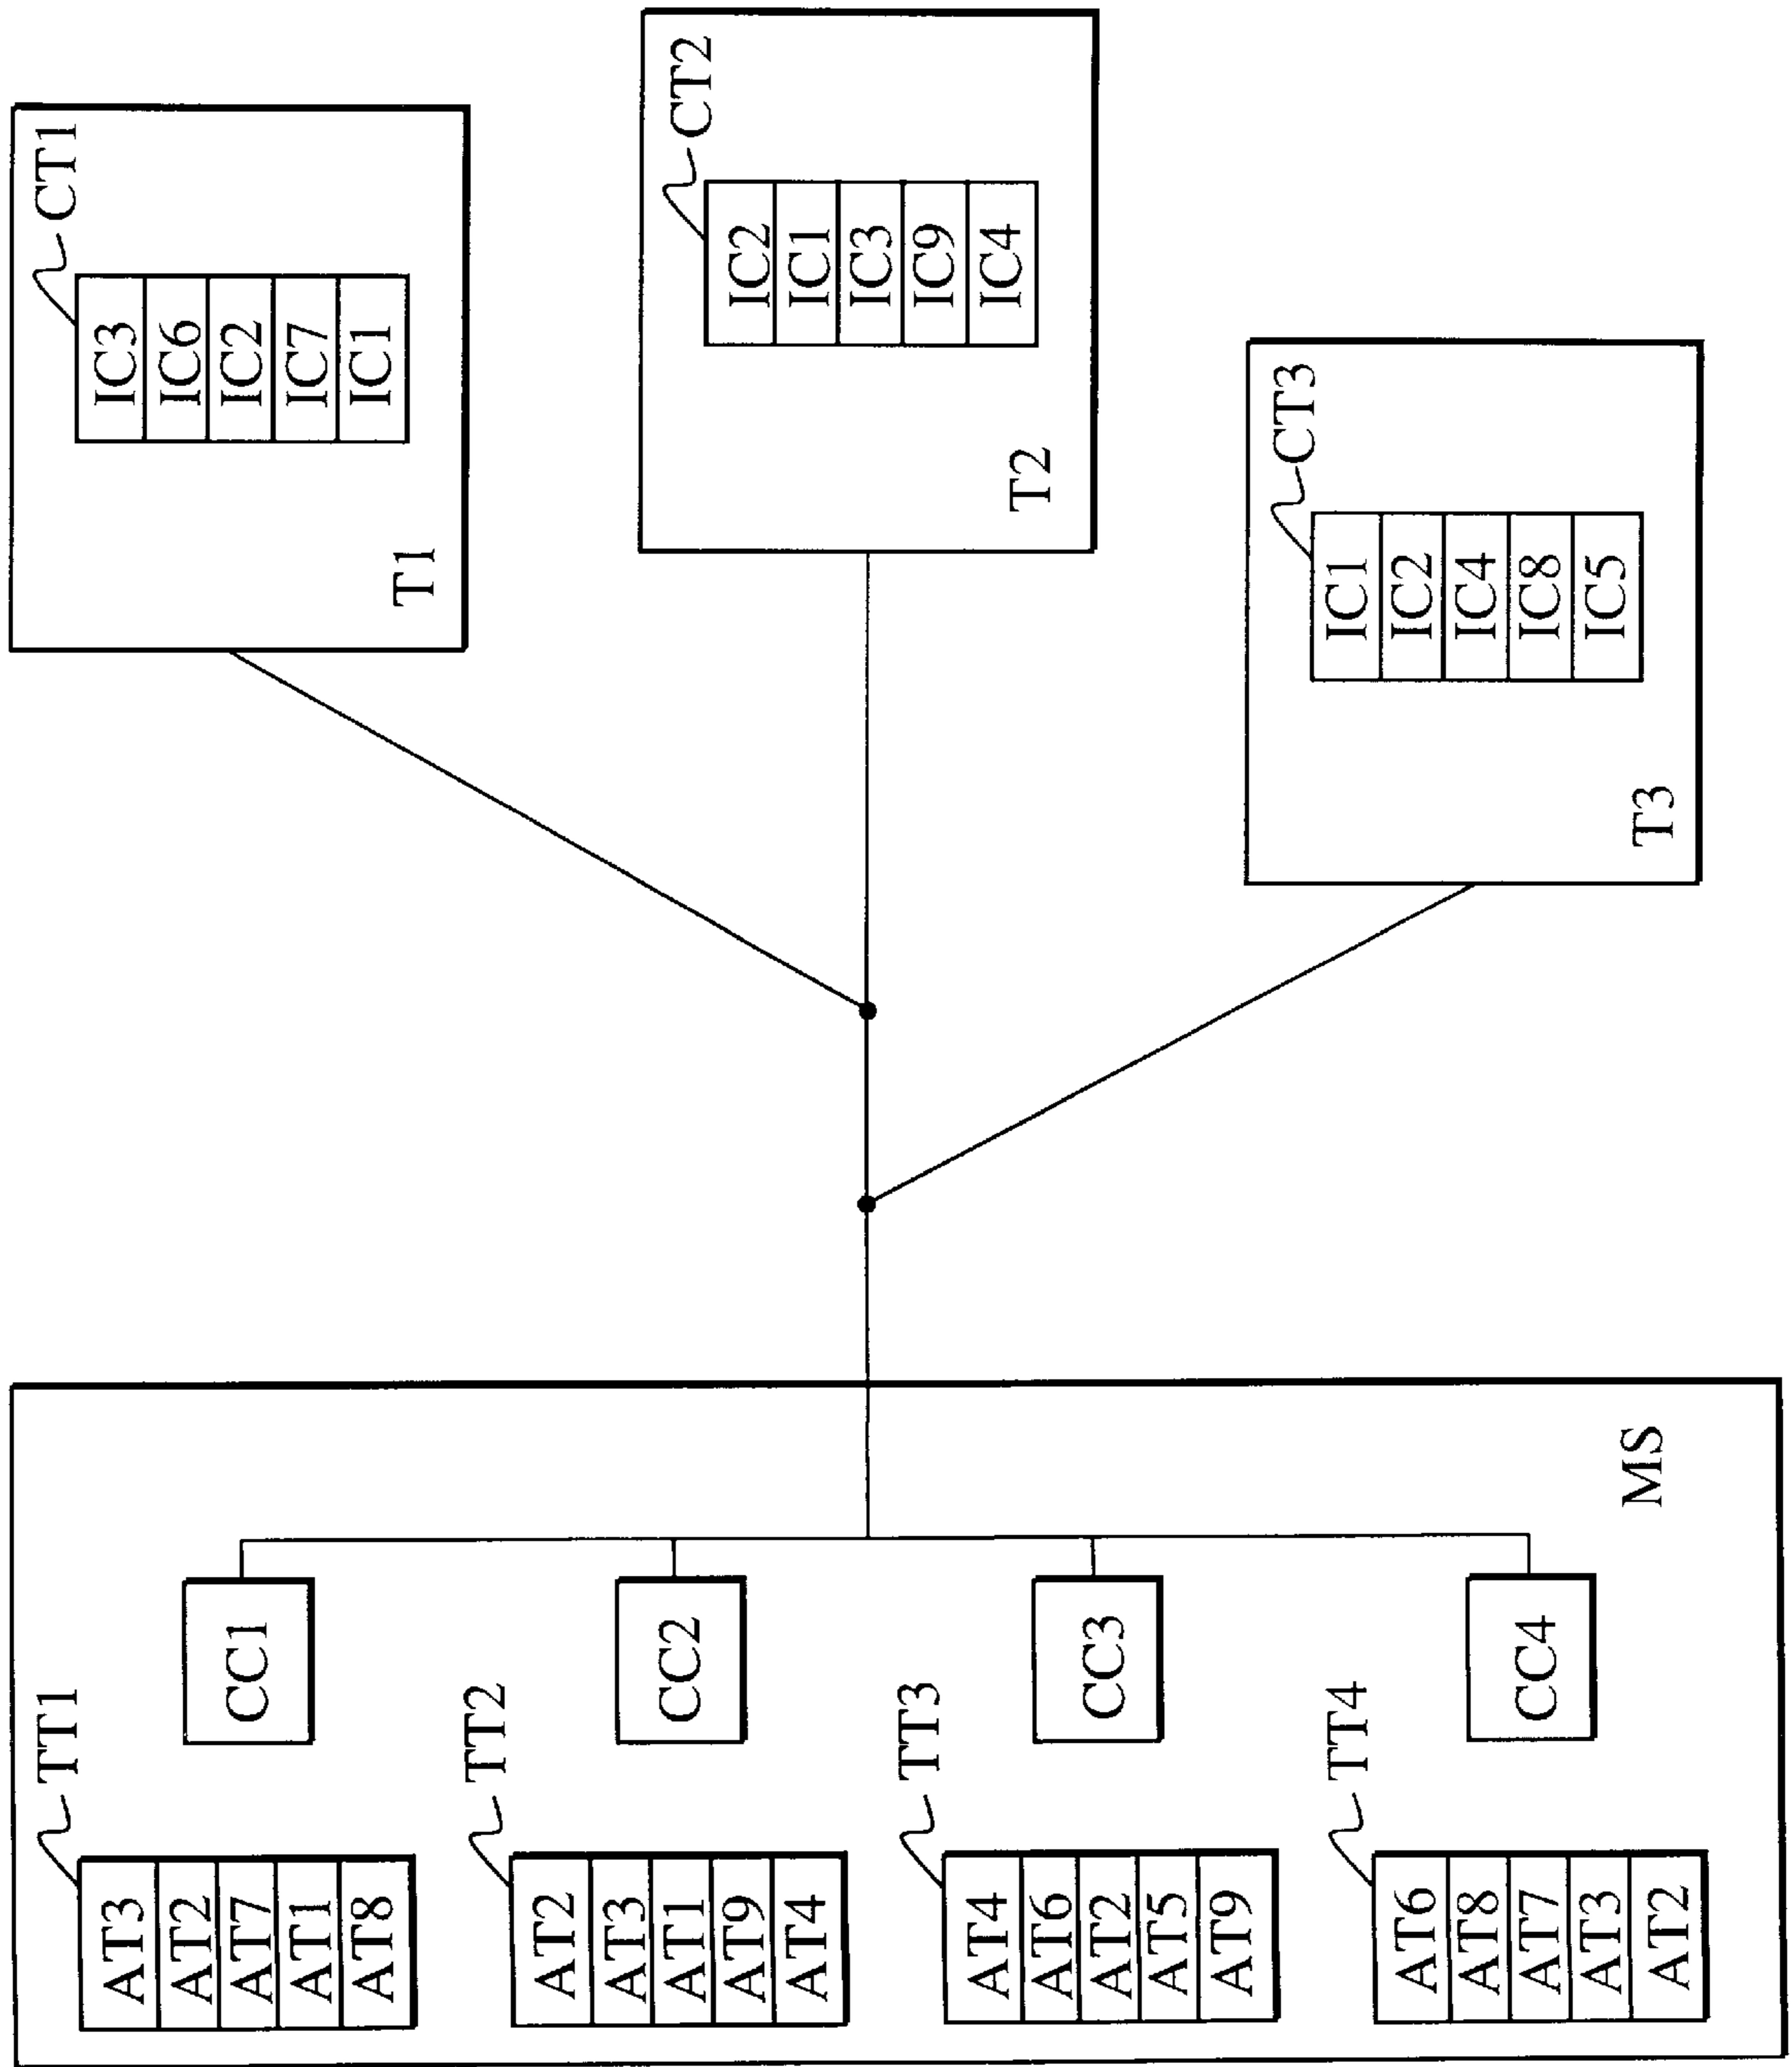 TT1
AT3
AT2
AT7
AT1
AT8
CC1
TT2
AT2
AT3
AT1
AT9
AT4
CC2
TT3
AT4
AT6
AT2
AT5
AT9
CC3
TT4
AT6
AT8
AT7
AT3
AT2
CC4
MS
CT1
IC3
IC6
IC2
IC7
IC1
T1
CT2
IC2
IC1
IC3
IC9
IC4
T2
CT3
IC1
IC2
IC4
IC8
IC5
T3